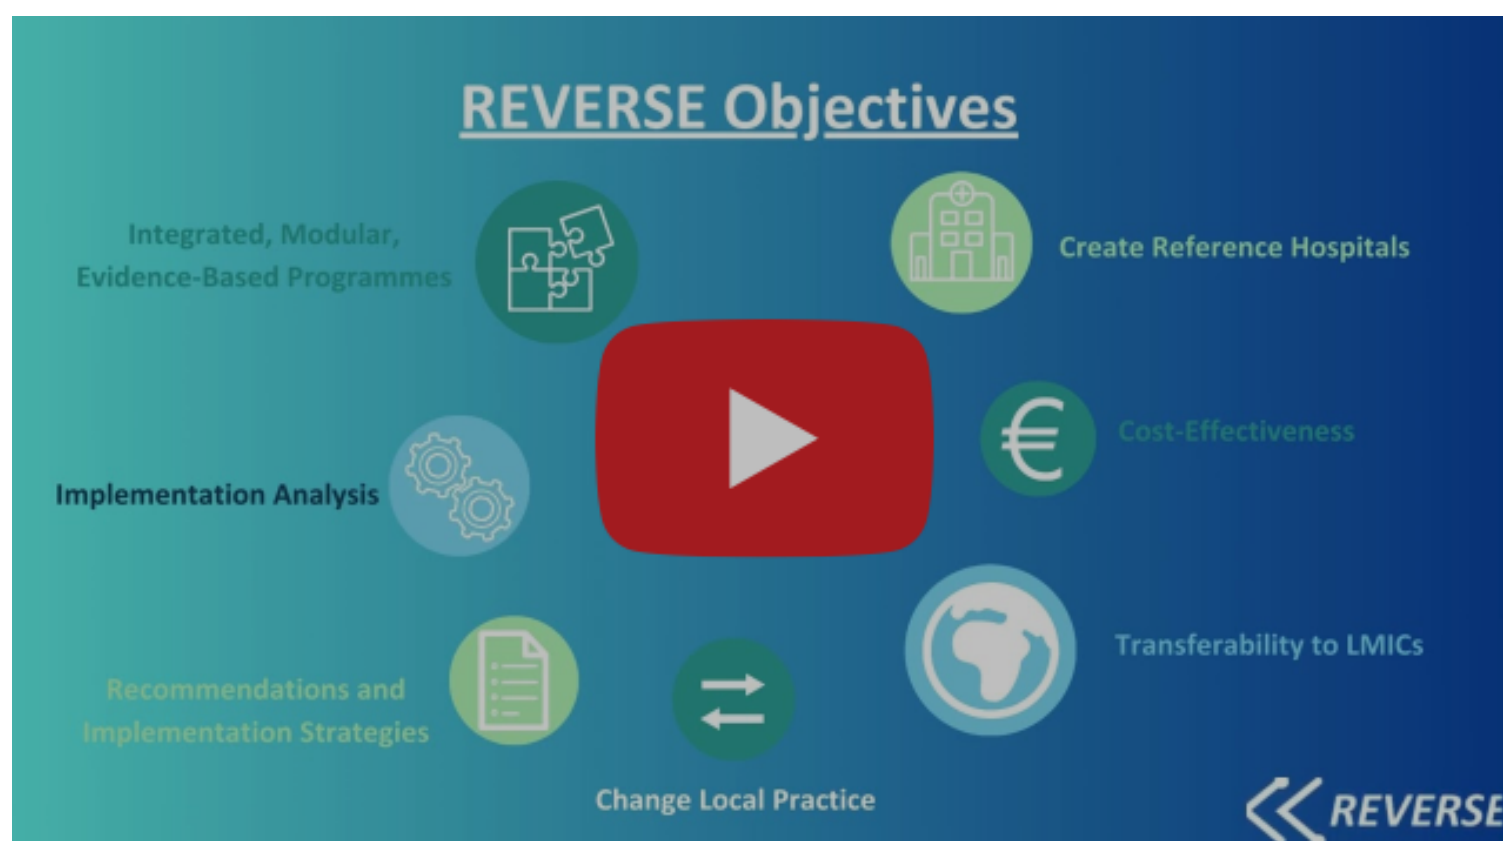 REVERSE Objectives
Integrated, Modular,
Evidence-Based Programmes
Create Reference Hospitals
Cost-Effectiveness
Implementation Analysis
Transferability to LMICs
Recommendations and
Implementation Strategies
Change Local Practice
REVERSE